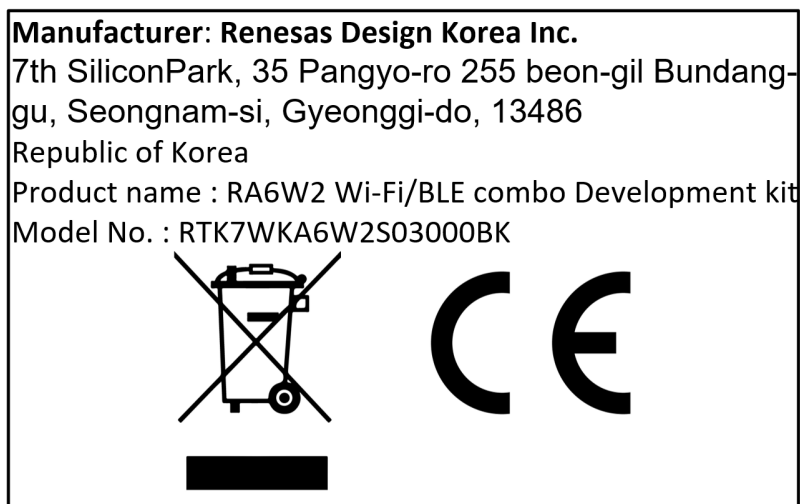 Manufacturer: Renesas Design Korea Inc.
7th SiliconPark, 35 Pangyo-ro 255 beon-gil Bundang-
gu, Seongnam-si, Gyeonggi-do, 13486
Republic of Korea
Product name : RA6W2 Wi-Fi/BLE combo Development kit
Model No. : RTK7WKA6W2S03000BK
CE